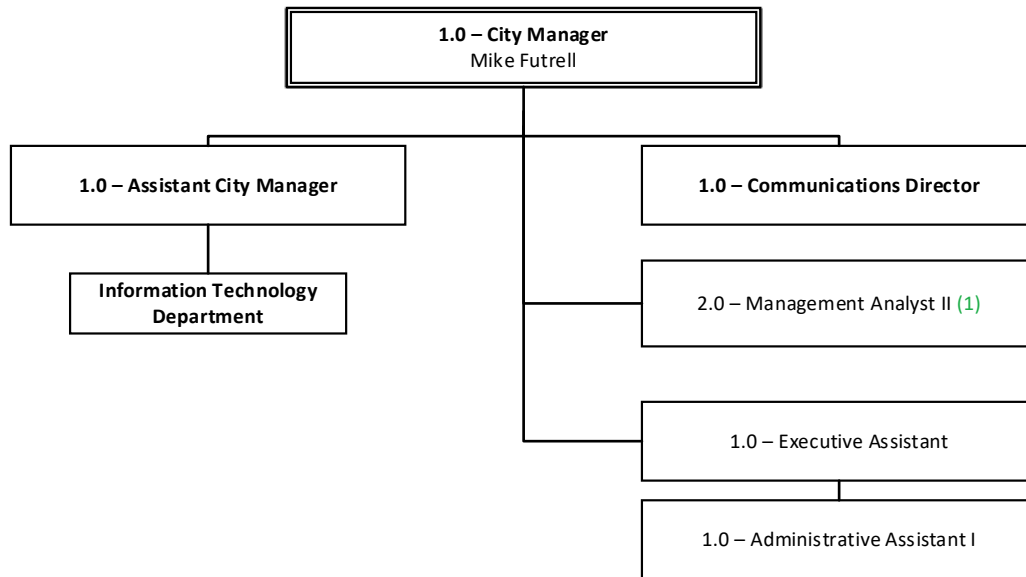 1.0 – City Manager
Mike Futrell
1.0 – Assistant City Manager
1.0 – Communications Director
Information Technology
Department
2.0 – Management Analyst II (1)
1.0 – Executive Assistant
1.0 – Administrative Assistant I